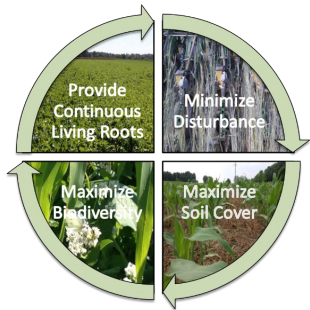 Provide
Continuous
Living Roots
Minimize
Disturbance
Maximize
Biodiversity
Maximize
Soil Cover